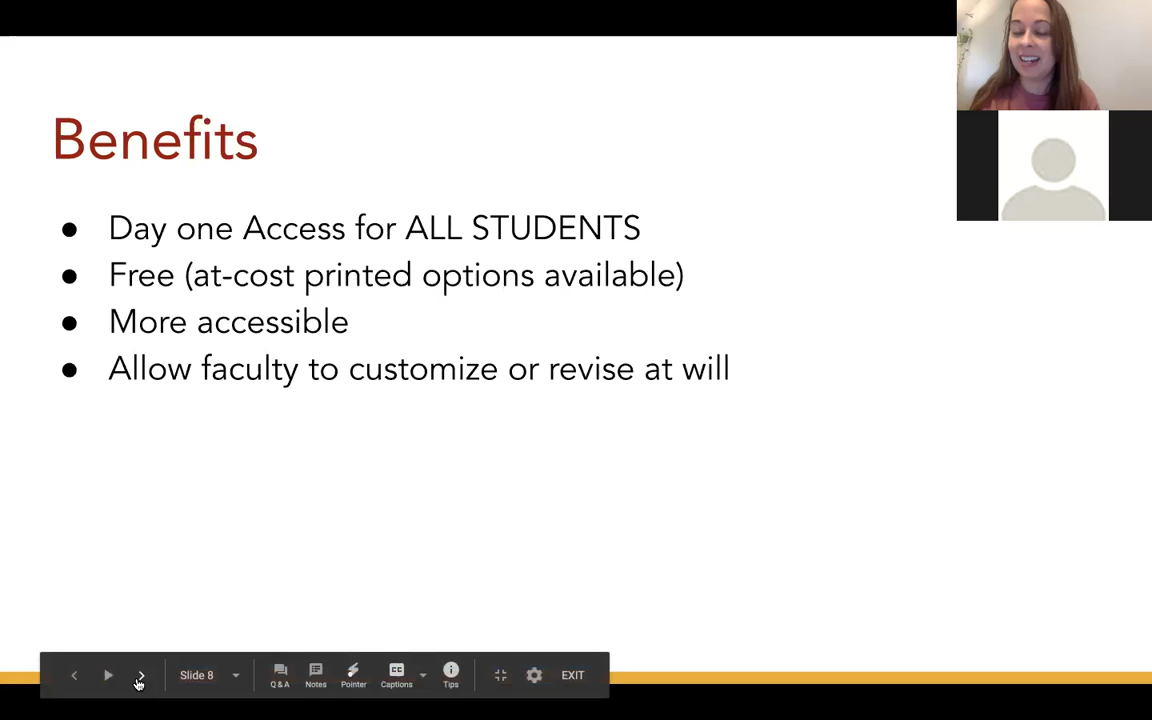 Benefits
● Day one Access for ALL STUDENTS
● Free (at-cost printed options available)
● More accessible
● Allow faculty to customize or revise at will
Slide 8
Q & A
Notes
Pointer
CC
Captions
Tips
EXIT